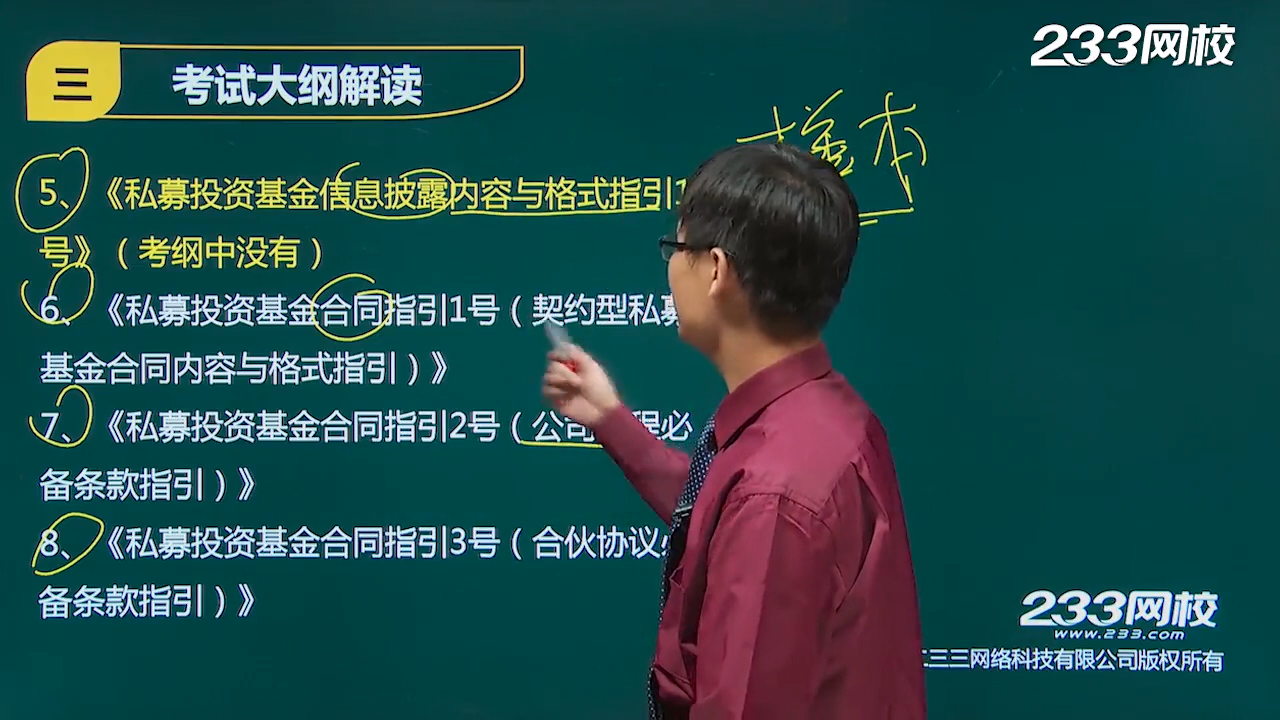 233网校
三 考试大纲解读
本
5、《私募投资基金信息披露内容与格式指引1
号》（考纲中没有）
6、《私募投资基金合同指引1号（契约型私募
基金合同内容与格式指引）》
7、《私募投资基金合同指引2号（公司 程必
备条款指引）》
8、《私募投资基金合同指引3号（合伙协议
备条款指引）》
233网校
www.233.com
二三三网络科技有限公司版权所有